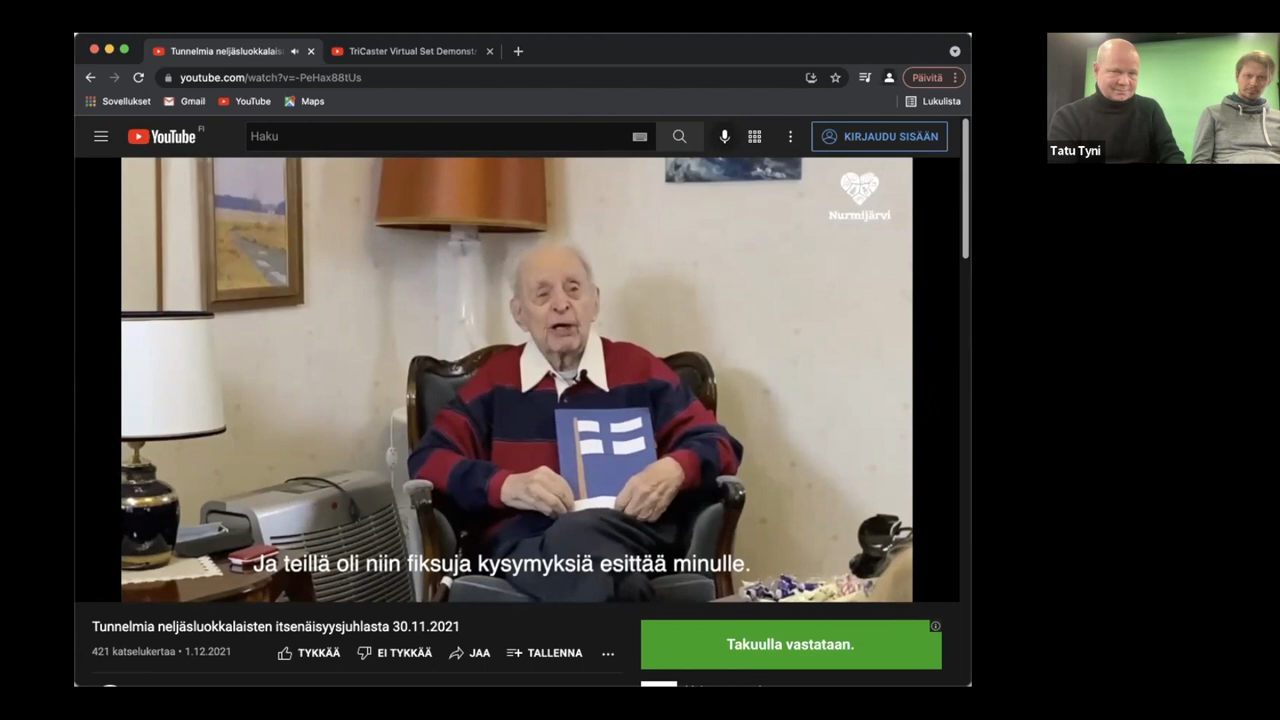 Tunnelmia neljäsluokkalais
TriCaster Virtual Set Demonstr
youtube.com/watch?v=-PeHax88tUs
Päivitä
Sovellukset
Gmail
YouTube
Maps
Lukulista
YouTube FI
Haku
KIRJAUDU SISÄÄN
Nurmijärvi
Tatu Tyni
Ja teillä oli niin fiksuja kysymyksiä esittää minulle.
Tunnelmia neljäsluokkalaisten itsenäisyysjuhlasta 30.11.2021
421 katselukertaa • 1.12.2021
TYKKÄÄ
EI TYKKÄÄ
JAA
TALLENNA
Takuulla vastataan.